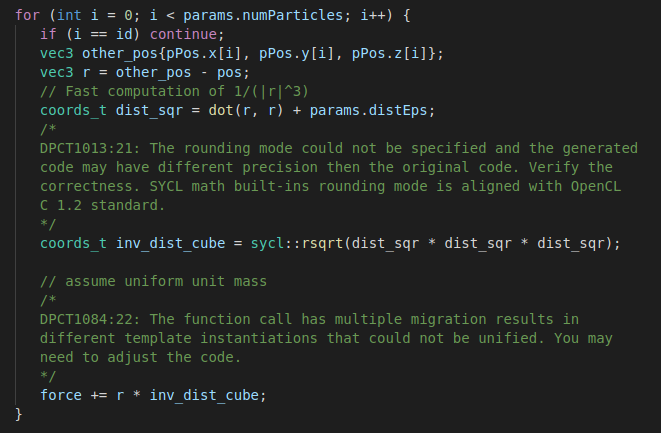 for (int i = 0; i < params.numParticles; i++) {
if (i == id) continue;
vec3 other_pos{pPos.x[i], pPos.y[i], pPos.z[i]};
vec3 r = other_pos - pos;
// Fast computation of 1/(|r|^3)
coords_t dist_sqr = dot(r, r) + params.distEps;
/*
DPCT1013:21: The rounding mode could not be specified and the generated
code may have different precision then the original code. Verify the
correctness. SYCL math built-ins rounding mode is aligned with OpenCL
C 1.2 standard.
*/
coords_t inv_dist_cube = sycl::rsqrt(dist_sqr * dist_sqr * dist_sqr);
// assume uniform unit mass
/*
DPCT1084:22: The function call has multiple migration results in
different template instantiations that could not be unified. You may
need to adjust the code.
*/
force += r * inv_dist_cube;
}